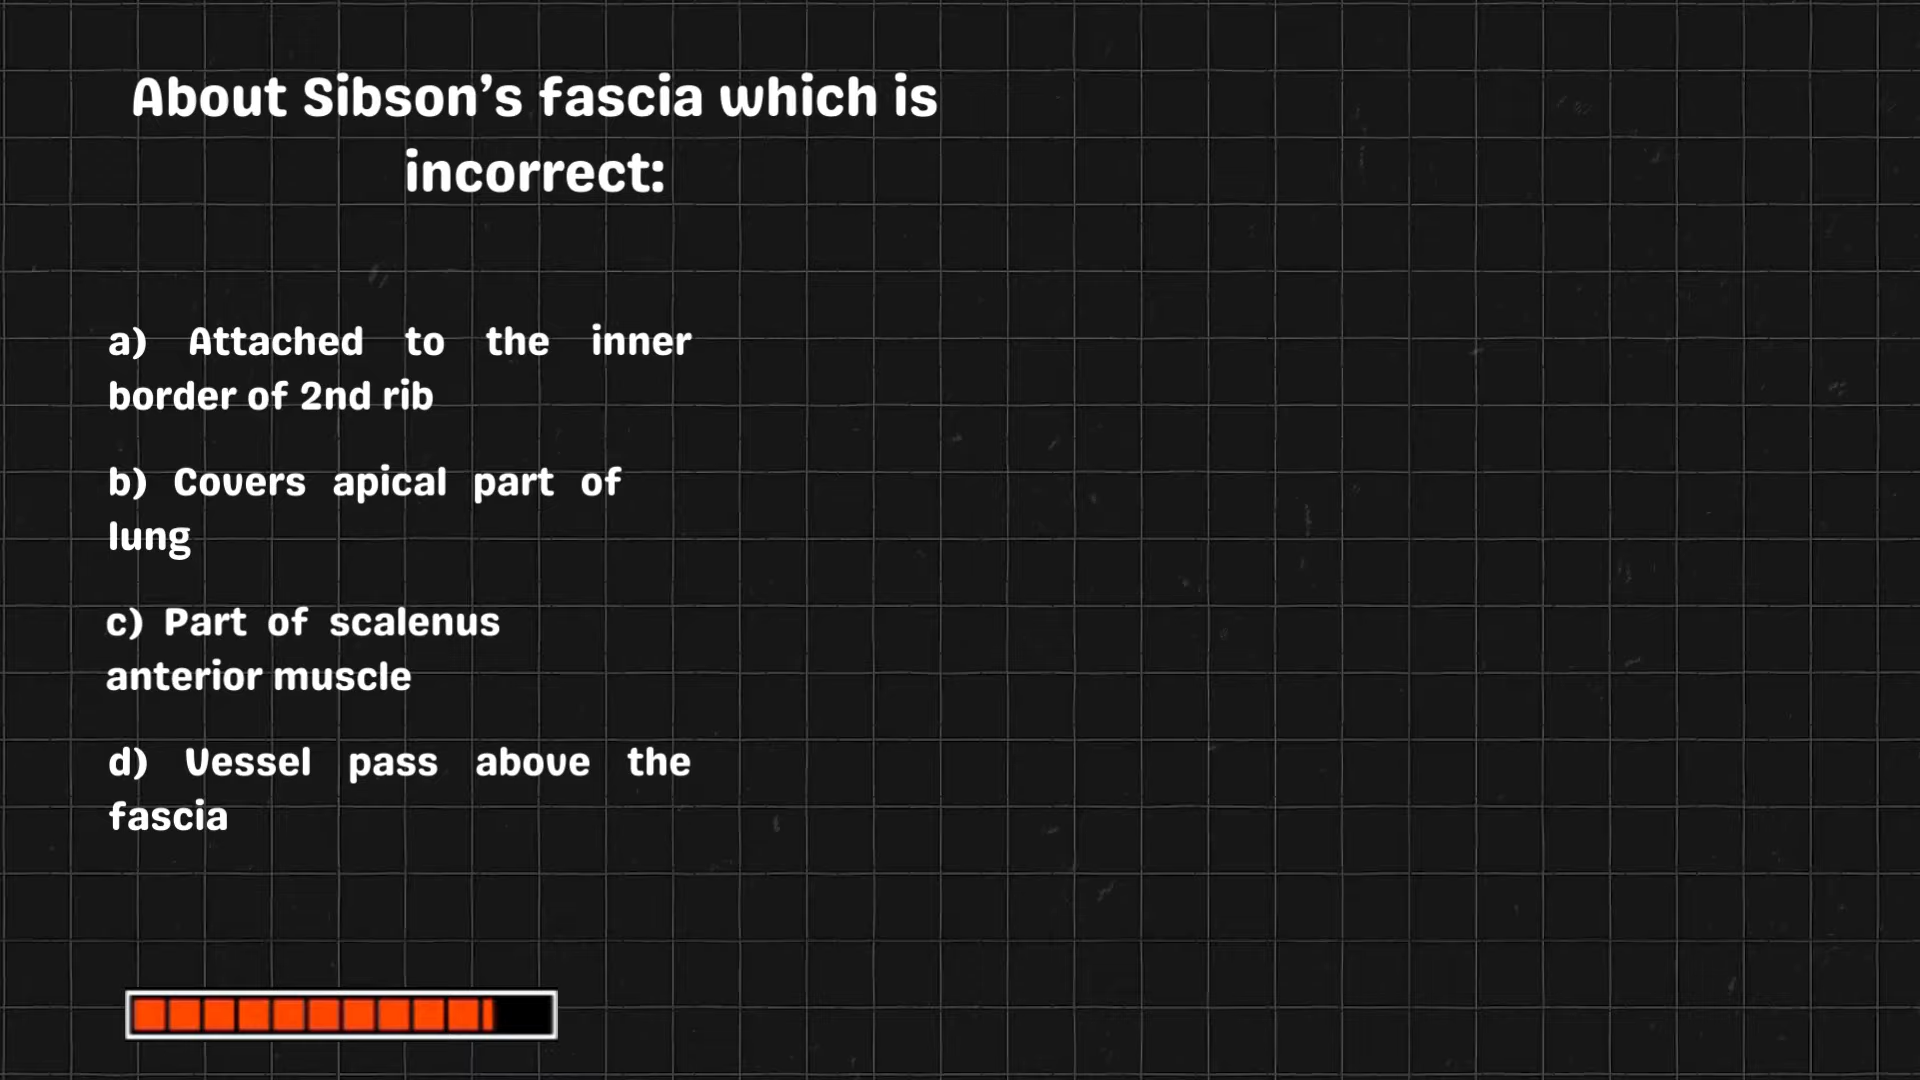 About Sibson’s fascia which is
incorrect:
a) Attached to the inner
border of 2nd rib
b) Covers apical part of
lung
c) Part of scalenus
anterior muscle
d) Vessel pass above the
fascia